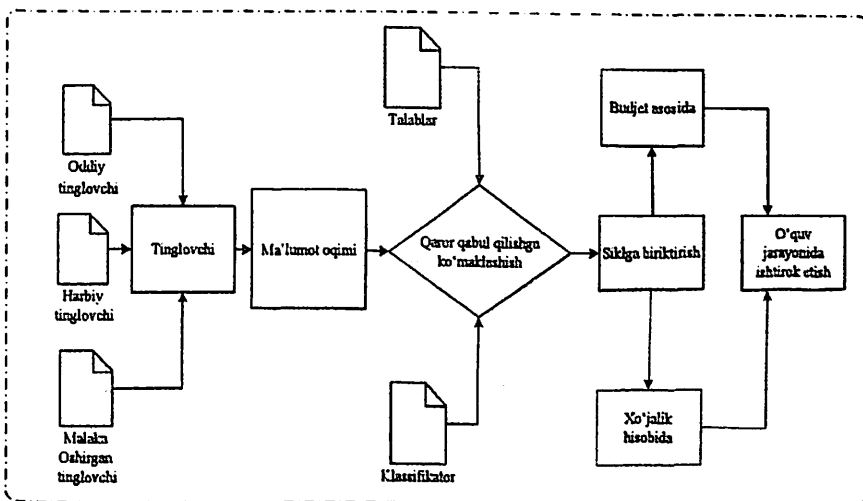 Oddiy
tinglovchi
Harbiy
tinglovchi
Malaka
Oshirgan
tinglovchi
Tinglovchi
Ma'lumot oqimi
Talablar
Qaror qabul qilishga
ko'maklashish
Klassifikator
Siklga biriktirish
Budjet asosida
Xo'jalik
hisobida
O'quv
jarayonida
ishtirok etish